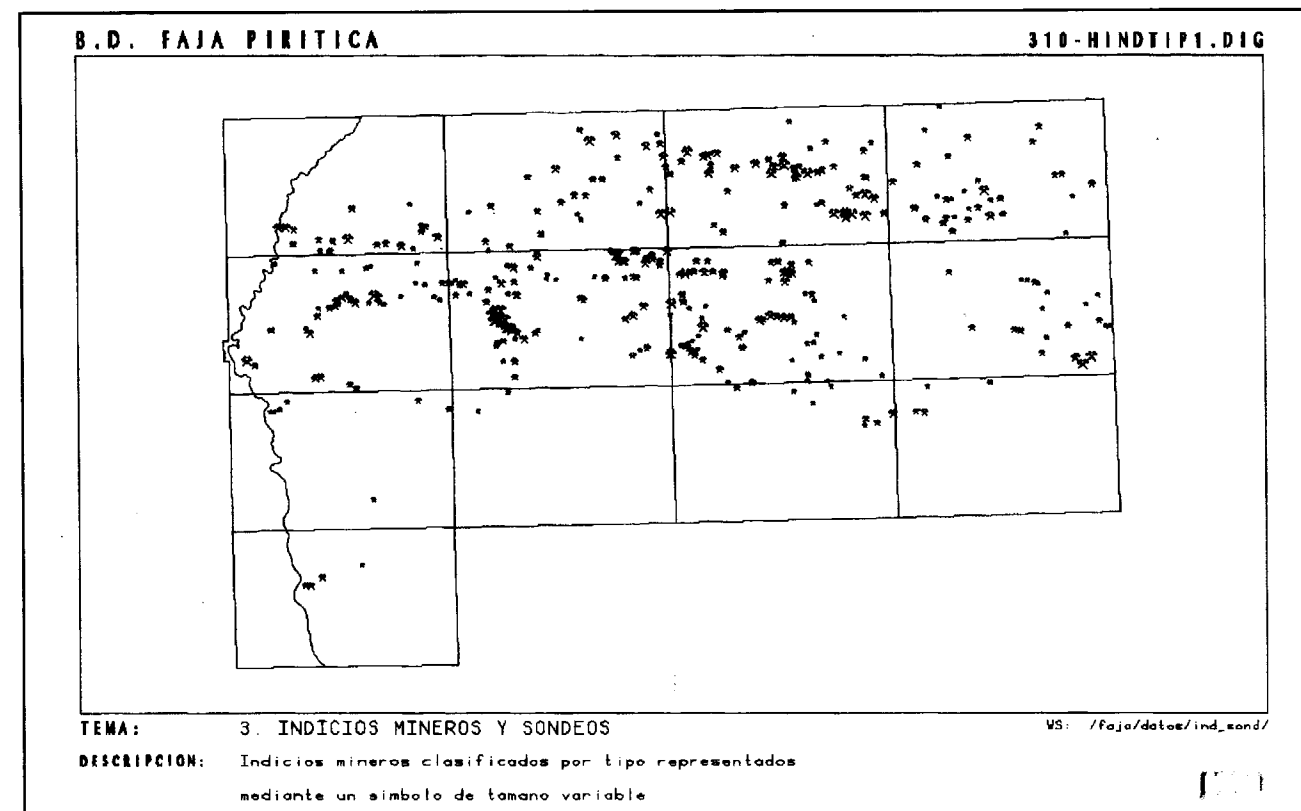 B.D. FAJA PIRITICA
310-HINDTIP1.DIG
TEMA: 3. INDICIOS MINEROS Y SONDEOS
WS: /faja/datos/ind_sond/
DESCRIPCION: Indicios mineros clasificados por tipo representados
mediante un simbolo de tamano variable